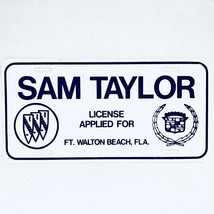 SAM TAYLOR
LICENSE
APPLIED FOR
FT. WALTON BEACH, FLA.